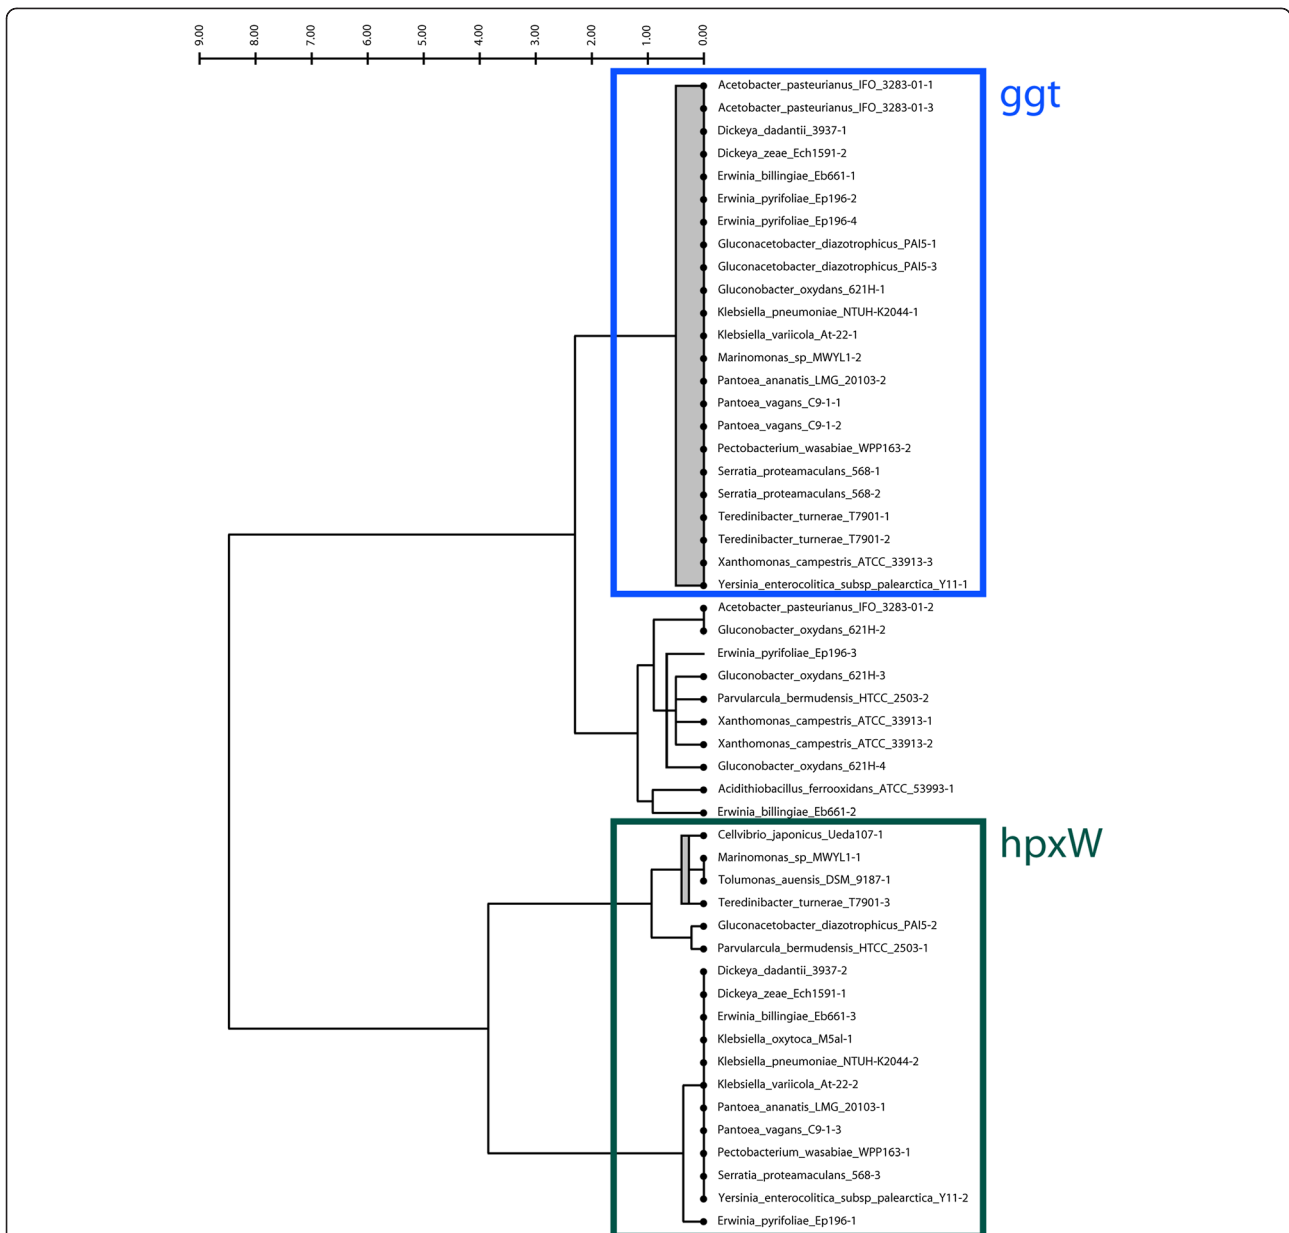 9.00 8.00 7.00 6.00 5.00 4.00 3.00 2.00 1.00 0.00
Acetobacter_pasteurianus_IFO_3283-01-1
ggt
Acetobacter_pasteurianus_IFO_3283-01-3
Dickeya_dadantii_3937-1
Dickeya_zeae_Ech1591-2
Erwinia_billingiae_Eb661-1
Erwinia_pyrifoliae_Ep196-2
Erwinia_pyrifoliae_Ep196-4
Gluconacetobacter_diazotrophicus_PAI5-1
Gluconacetobacter_diazotrophicus_PAI5-3
Gluconobacter_oxydans_621H-1
Klebsiella_pneumoniae_NTUH-K2044-1
Klebsiella_variicola_At-22-1
Marinomonas_sp_MWYL1-2
Pantoea_ananatis_LMG_20103-2
Pantoea_vagans_C9-1-1
Pantoea_vagans_C9-1-2
Pectobacterium_wasabiae_WPP163-2
Serratia_proteamaculans_568-1
Serratia_proteamaculans_568-2
Teredinibacter_turnerae_T7901-1
Teredinibacter_turnerae_T7901-2
Xanthomonas_campestris_ATCC_33913-3
Yersinia_enterocolitica_subsp_palearctica_Y11-1
Acetobacter_pasteurianus_IFO_3283-01-2
Gluconobacter_oxydans_621H-2
Erwinia_pyrifoliae_Ep196-3
Gluconobacter_oxydans_621H-3
Parvularcula_bermudensis_HTCC_2503-2
Xanthomonas_campestris_ATCC_33913-1
Xanthomonas_campestris_ATCC_33913-2
Gluconobacter_oxydans_621H-4
Acidithiobacillus_ferrooxidans_ATCC_53993-1
Erwinia_billingiae_Eb661-2
Cellvibrio_japonicus_Ueda107-1
hpxW
Marinomonas_sp_MWYL1-1
Tolumonas_auensis_DSM_9187-1
Teredinibacter_turnerae_T7901-3
Gluconacetobacter_diazotrophicus_PAI5-2
Parvularcula_bermudensis_HTCC_2503-1
Dickeya_dadantii_3937-2
Dickeya_zeae_Ech1591-1
Erwinia_billingiae_Eb661-3
Klebsiella_oxytoca_M5al-1
Klebsiella_pneumoniae_NTUH-K2044-2
Klebsiella_variicola_At-22-2
Pantoea_ananatis_LMG_20103-1
Pantoea_vagans_C9-1-3
Pectobacterium_wasabiae_WPP163-1
Serratia_proteamaculans_568-3
Yersinia_enterocolitica_subsp_palearctica_Y11-2
Erwinia_pyrifoliae_Ep196-1